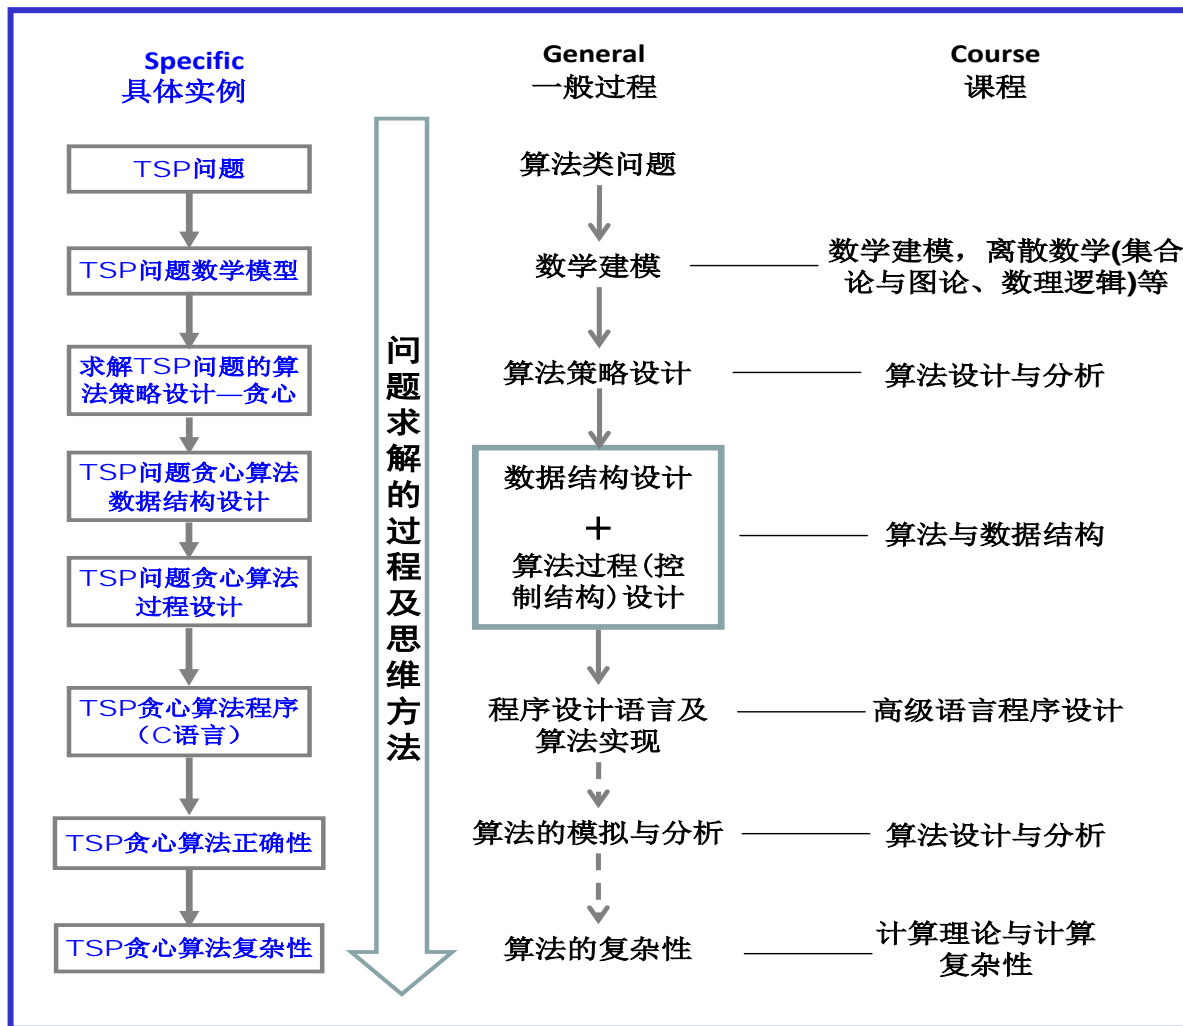 Specific
具体实例
TSP问题
TSP问题数学模型
求解TSP问题的算
法策略设计—贪心
TSP问题贪心算法
数据结构设计
TSP问题贪心算法
过程设计
TSP贪心算法程序
（C语言）
TSP贪心算法正确性
TSP贪心算法复杂性
问题求解的过程及思维方法
General
一般过程
算法类问题
数学建模
算法策略设计
数据结构设计
+
算法过程(控
制结构)设计
程序设计语言及
算法实现
算法的模拟与分析
算法的复杂性
Course
课程
数学建模，离散数学(集合
论与图论、数理逻辑)等
算法设计与分析
算法与数据结构
高级语言程序设计
算法设计与分析
计算理论与计算
复杂性